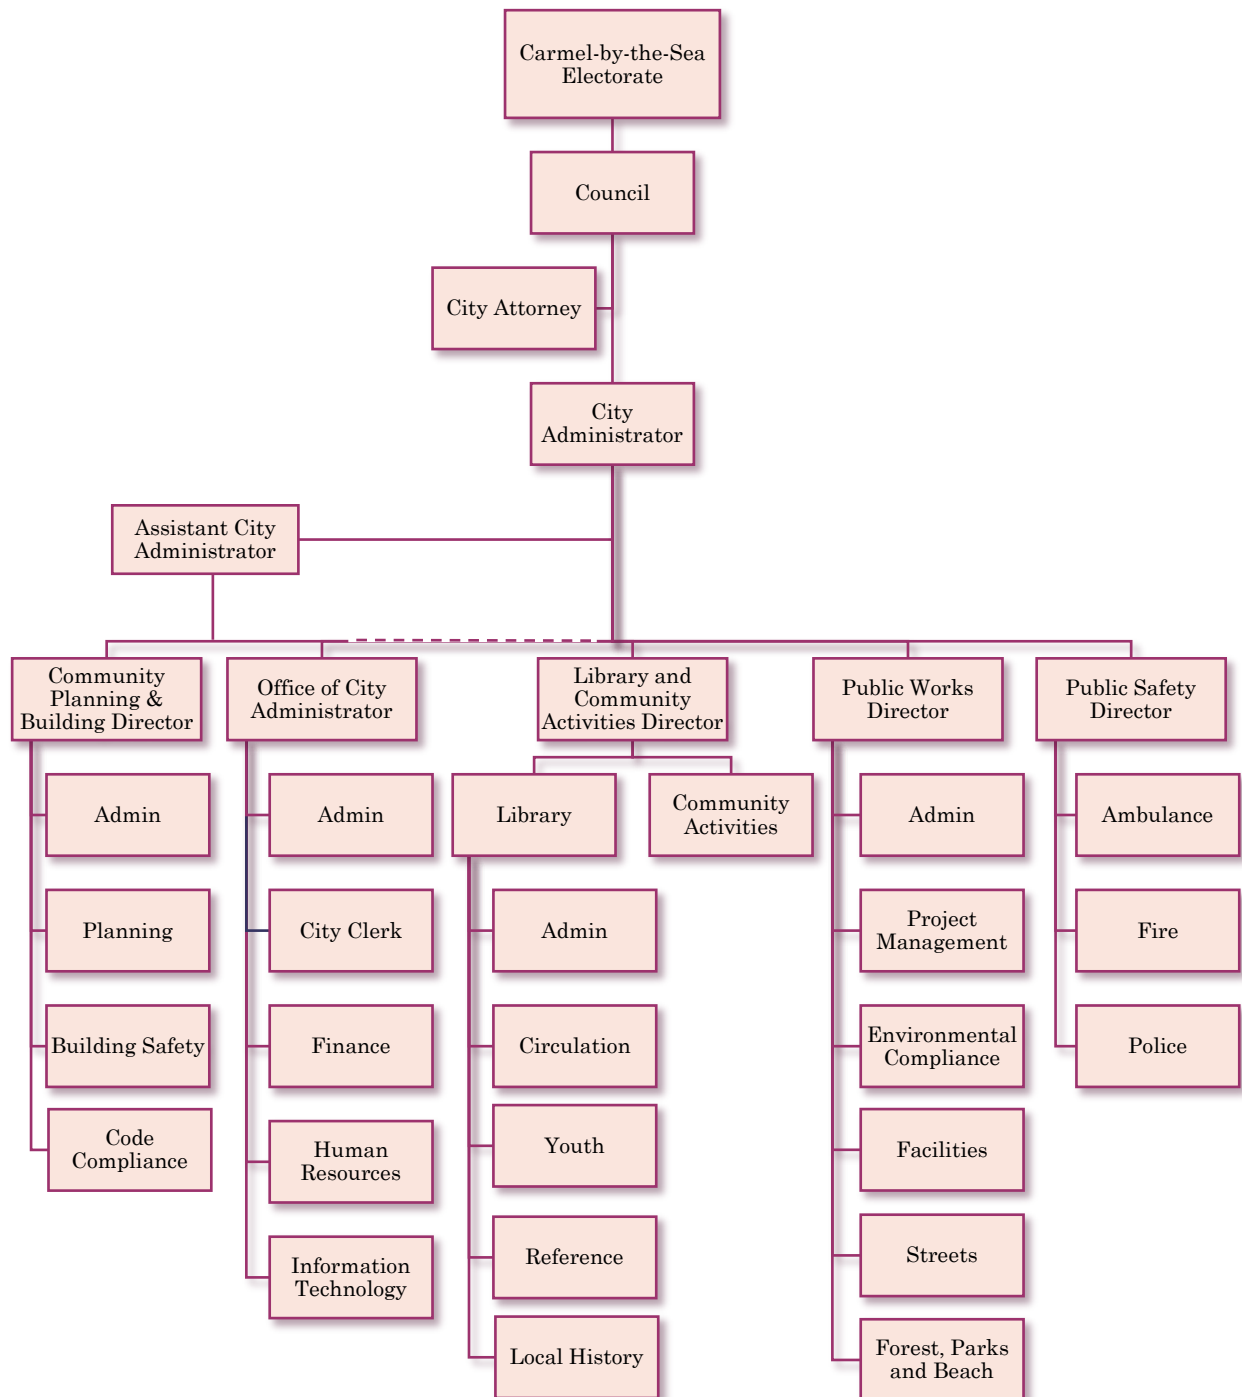 Carmel-by-the-Sea
Electorate
Council
City Attorney
City
Administrator
Assistant City
Administrator
Community
Planning &
Building Director
Office of City
Administrator
Library and
Community
Activities Director
Public Works
Director
Public Safety
Director
Admin
Planning
Building Safety
Code
Compliance
Admin
City Clerk
Finance
Human
Resources
Information
Technology
Library
Community
Activities
Admin
Circulation
Youth
Reference
Local History
Admin
Project
Management
Environmental
Compliance
Facilities
Streets
Forest, Parks
and Beach
Ambulance
Fire
Police